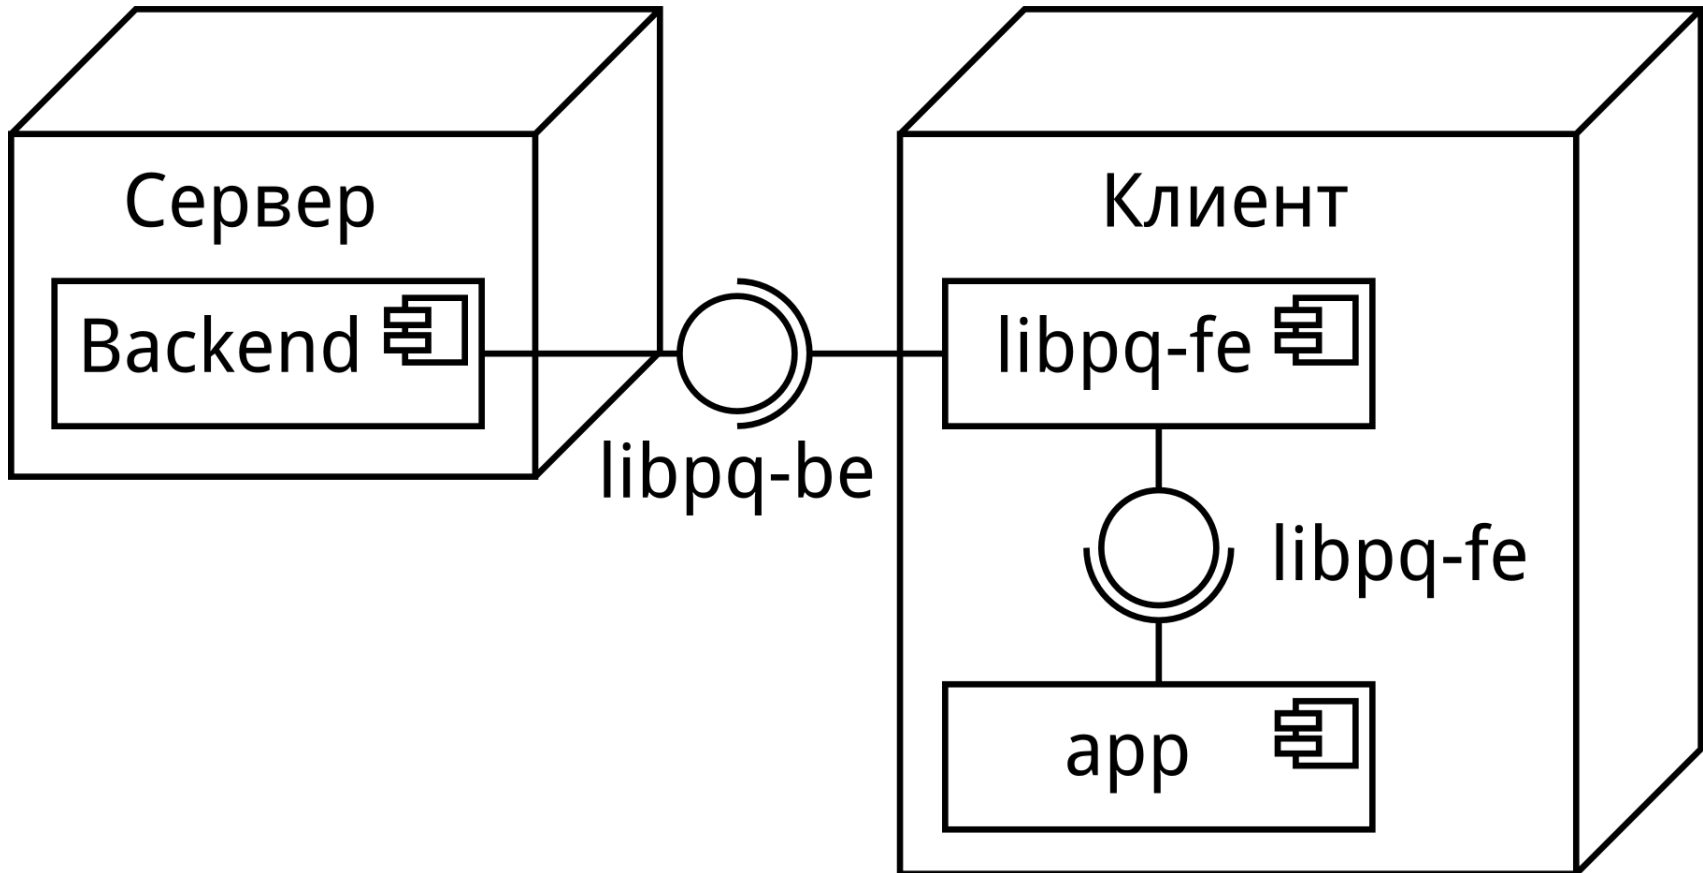 Сервер
Backend
libpq-be
Клиент
libpq-fe
libpq-fe
app